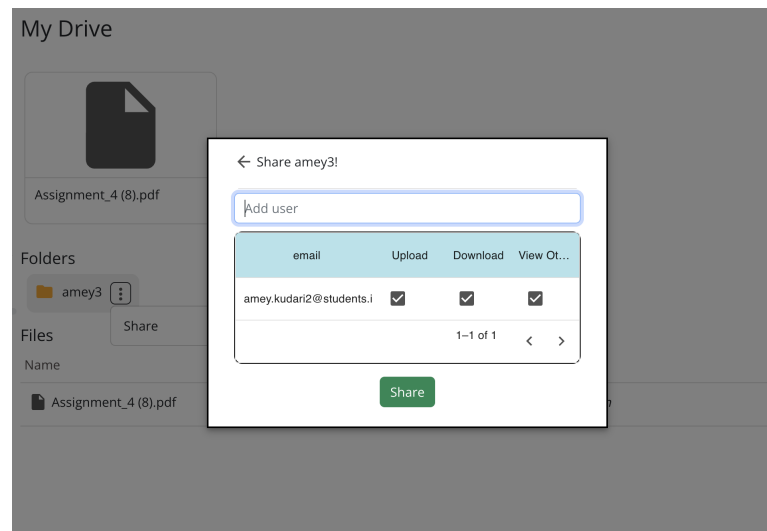 My Drive
Assignment_4 (8).pdf
Folders
amey3
Share
Files
Name
Assignment_4 (8).pdf
Share amey3!
Add user
email Upload Download View Ot...
amey.kudari2@students.i
1–1 of 1
Share